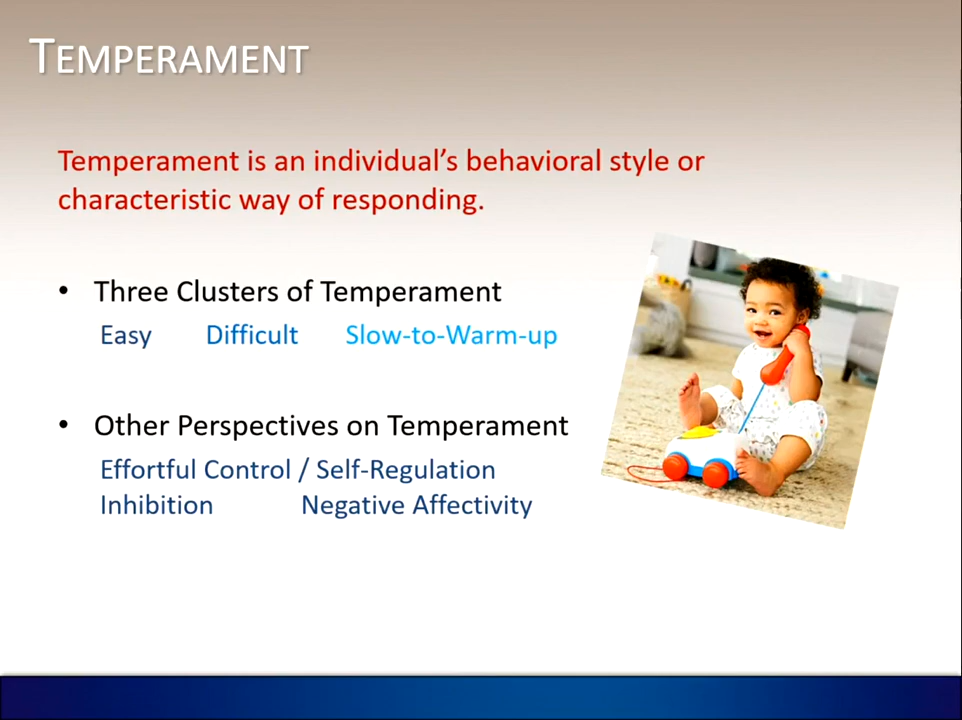 TEMPERAMENT
Temperament is an individual's behavioral style or
characteristic way of responding.
• Three Clusters of Temperament
Easy Difficult Slow-to-Warm-up
• Other Perspectives on Temperament
Effortful Control / Self-Regulation
Inhibition Negative Affectivity